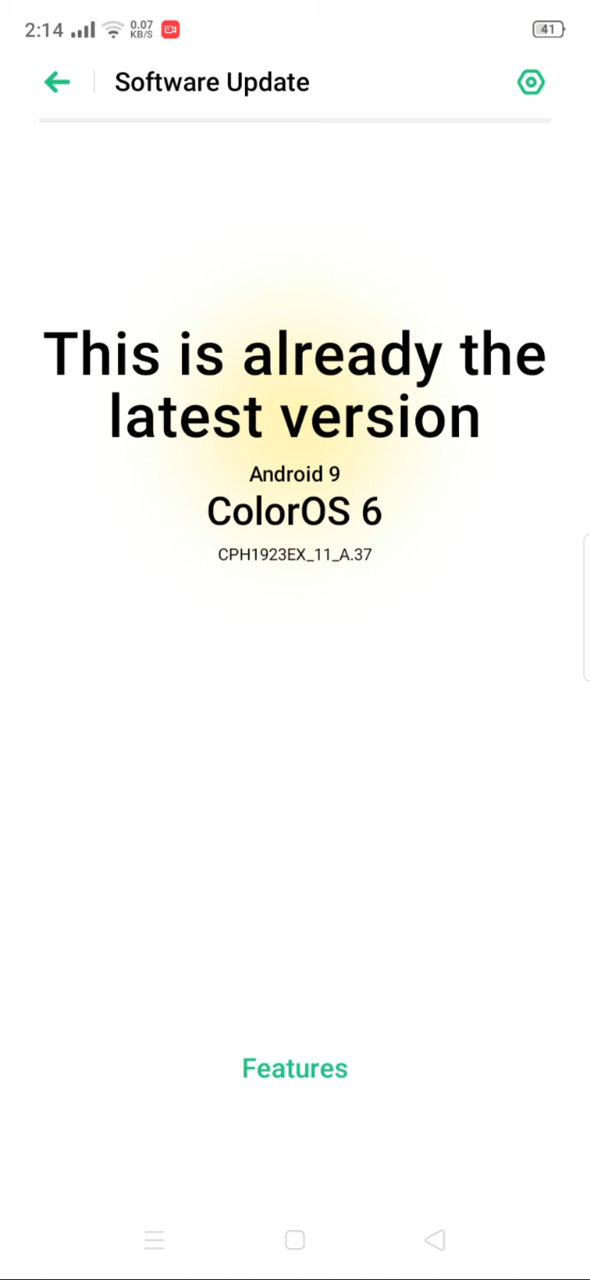 2:14 0.07 KB/S 41
Software Update
This is already the
latest version
Android 9
ColorOS 6
CPH1923EX_11_A.37
Features